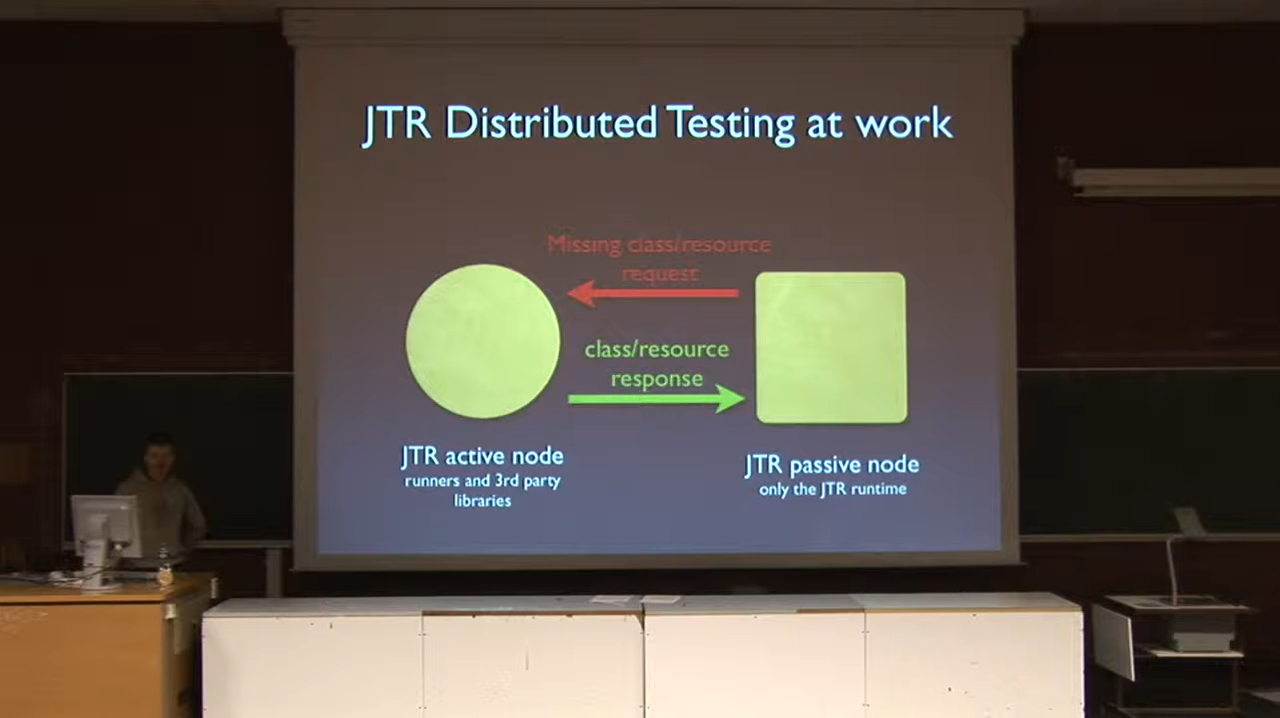 JTR Distributed Testing at work
Missing class/resource
request
class/resource
response
JTR active node
runners and 3rd party
libraries
JTR passive node
only the JTR runtime